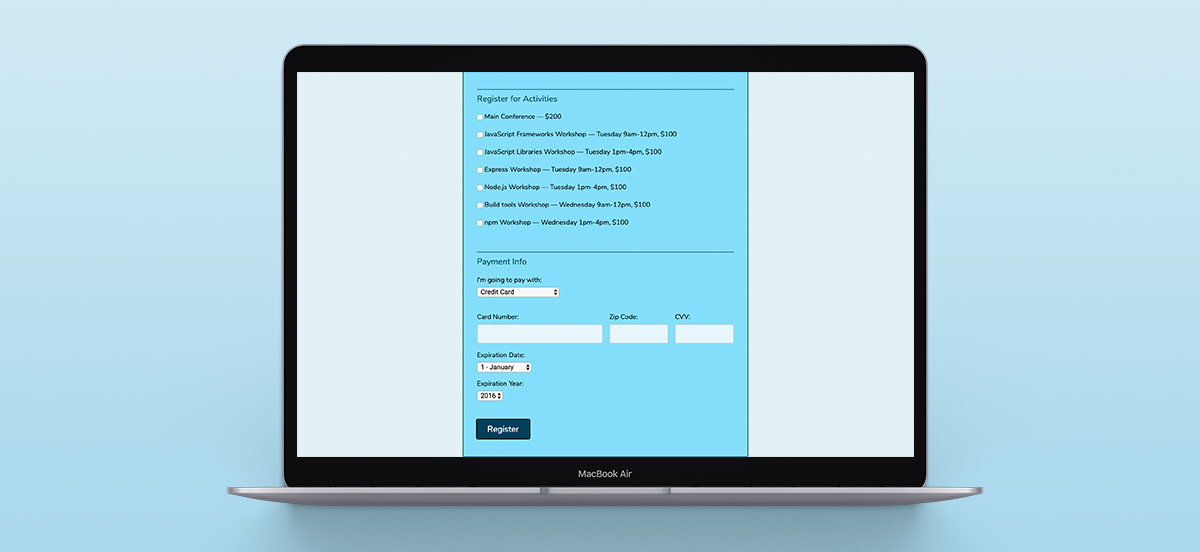 Register for Activities
Main Conference — $200
JavaScript Frameworks Workshop — Tuesday 9am-12pm, $100
JavaScript Libraries Workshop — Tuesday 1pm-4pm, $100
Express Workshop — Tuesday 9am-12pm, $100
Node.js Workshop — Tuesday 1pm-4pm, $100
Build tools Workshop — Wednesday 9am-12pm, $100
npm Workshop — Wednesday 1pm-4pm, $100
Payment Info
I'm going to pay with:
Credit Card
Card Number: Zip Code: CVV:
Expiration Date:
1 - January
Expiration Year:
2016
Register
MacBook Air